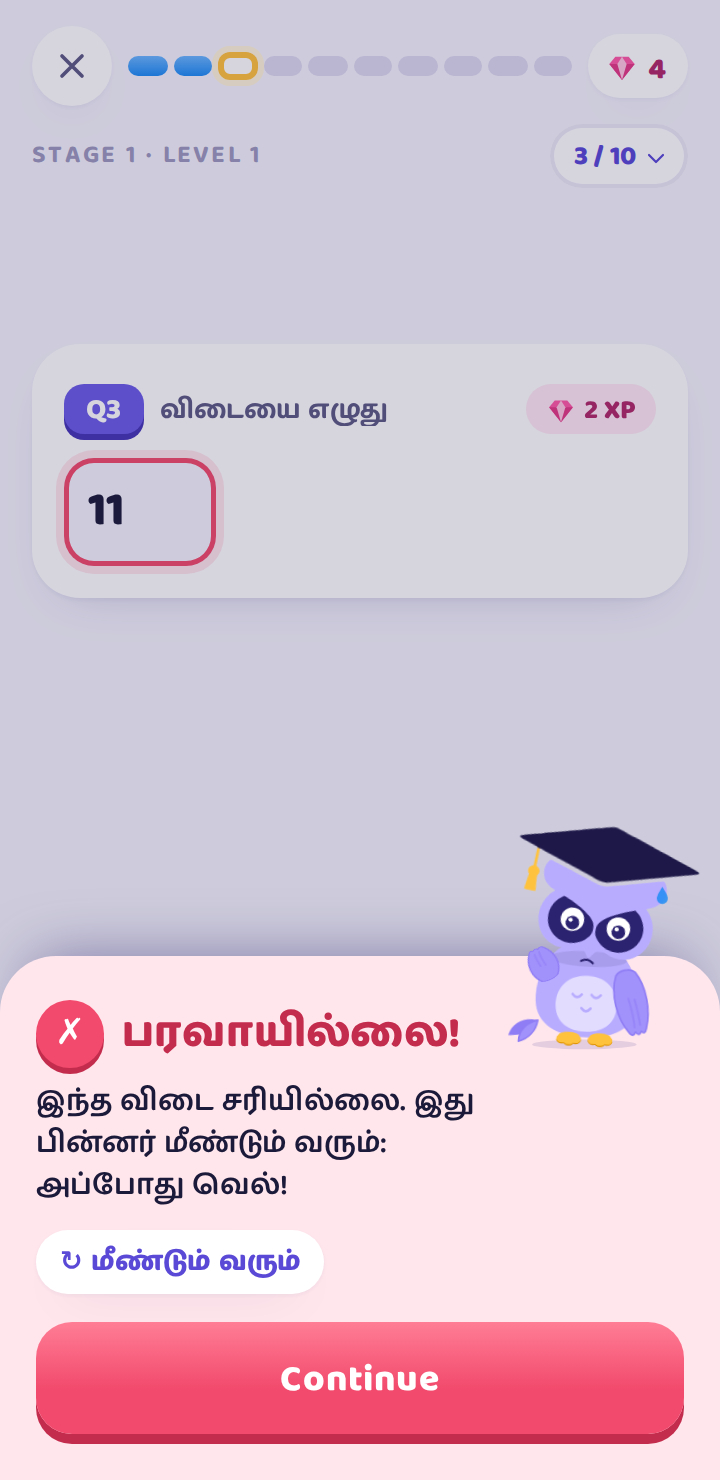 4
STAGE 1 · LEVEL 1
3 / 10
Q3 விடையை எழுது 2 XP
11
✗ பரவாயில்லை!
இந்த விடை சரியில்லை. இது
பின்னர் மீண்டும் வரும்:
அப்போது வெல்!
↻ மீண்டும் வரும்
Continue